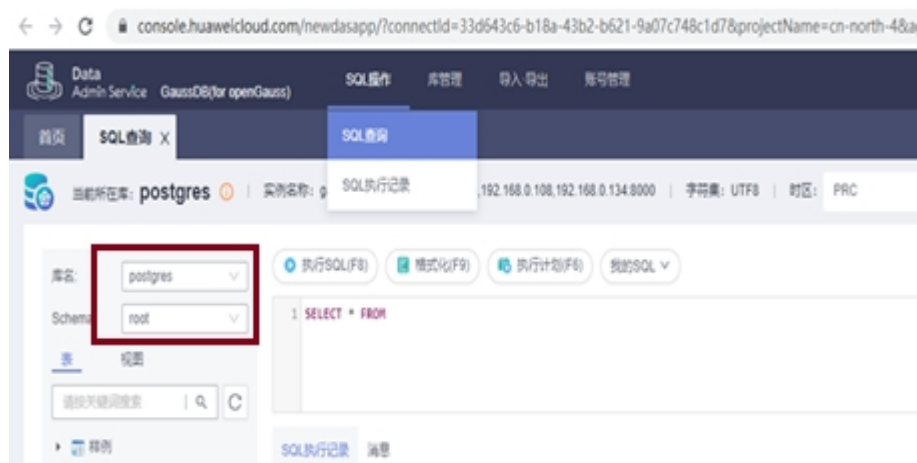 console.huaweicloud.com/newdasapp/?connectId=33d643c6-b18a-43b2-b621-9a07c748c1d7&projectName=cn-north-4&a
Data
Admin Service GaussDB(for openGauss) SQL操作 库管理 导入·导出 账号管理
首页 SQL查询 X SQL查询
当前所在库: postgres 实例名称: g SQL执行记录 ,192.168.0.108,192.168.0.134:8000 | 字符集: UTF8 | 时区: PRC
库名: postgres 执行SQL(F8) 格式化(F9) 执行计划(F6) 我的SQL
Schema root 1 SELECT * FROM
表 视图
请按关键词搜索
样例 SQL执行记录 消息